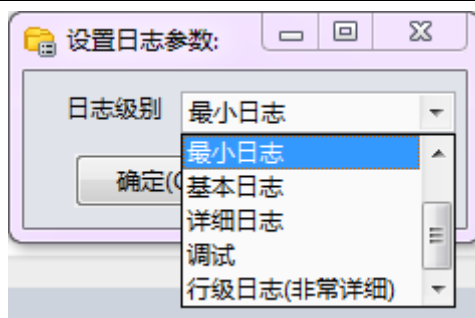 设置日志参数:
日志级别 最小日志
最小日志
确定(
基本日志
详细日志
调试
行级日志(非常详细)